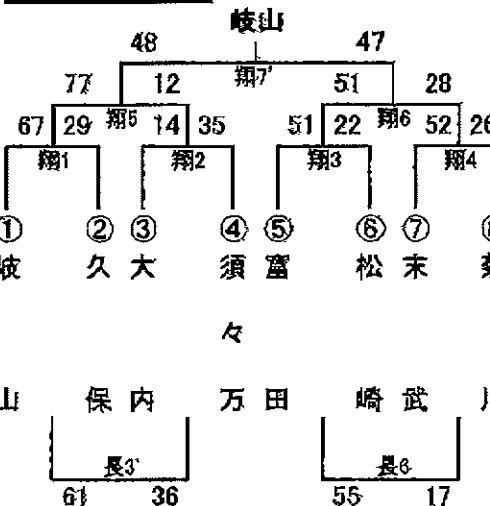 岐山
48 47
翔7'
77 12 51 28
翔5 翔6
67 29 14 35 51 22 52 26
翔1 翔2 翔3 翔4
① ② ③ ④ ⑤ ⑥ ⑦
岐 久 大 須 富 松 末
々
山 保 内 万 田 崎 武
長3' 長6
61 36 55 17